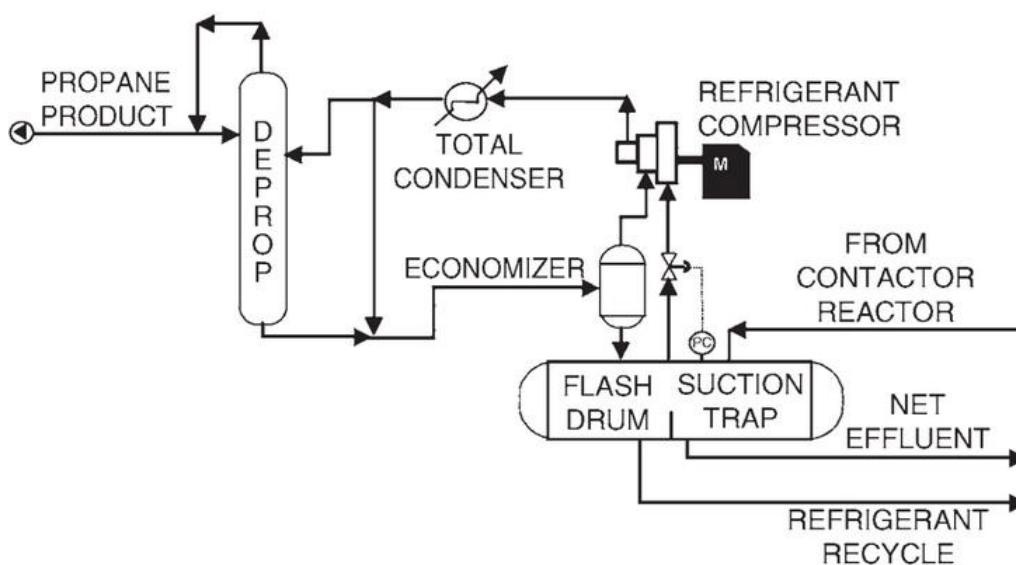 PROPANE
PRODUCT
DEPROP
TOTAL
CONDENSER
REFRIGERANT
COMPRESSOR
M
ECONOMIZER
FROM
CONTACTOR
REACTOR
PC
FLASH
DRUM
SUCTION
TRAP
NET
EFFLUENT
REFRIGERANT
RECYCLE